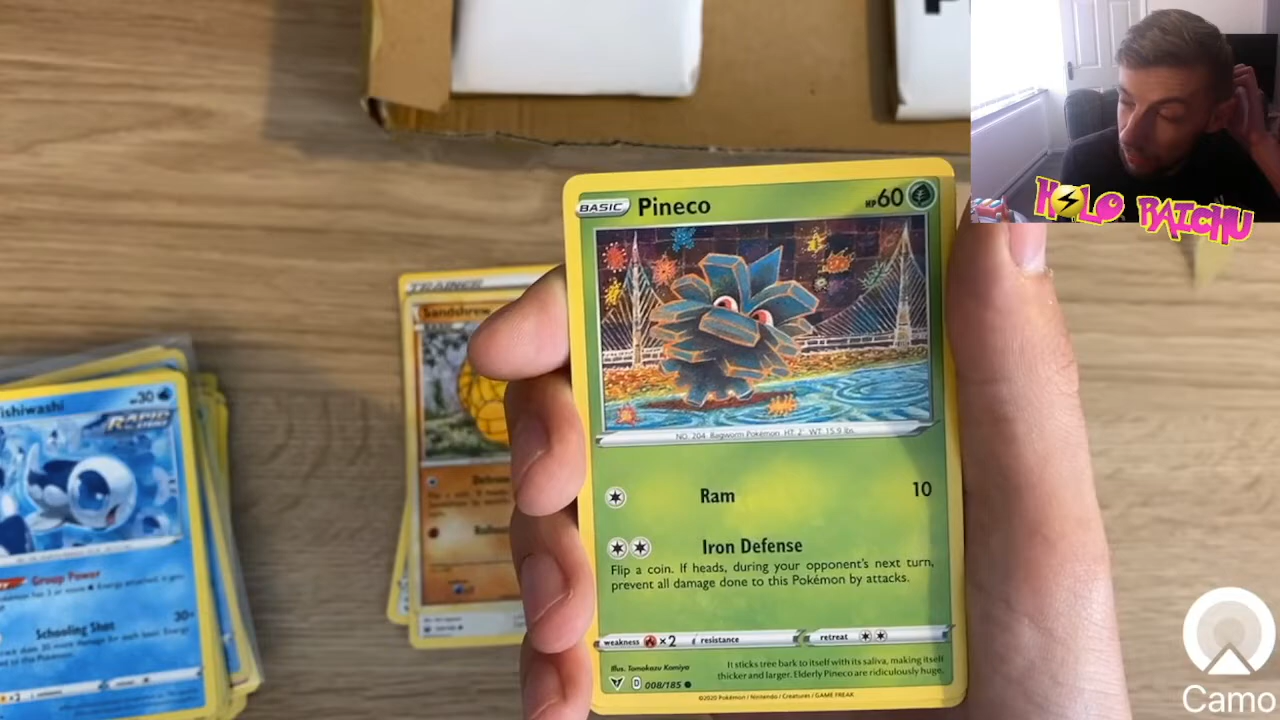 HOLO RAICHU
BASIC Pineco HP 60
NO. 204 Bagworm Pokémon HT: 2' WT: 15.9 lbs.
Ram 10
Iron Defense
Flip a coin. If heads, during your opponent's next turn,
prevent all damage done to this Pokémon by attacks.
weakness ×2 resistance retreat
Illus. Tomokazu Komiya
It sticks tree bark to itself with its saliva, making itself
thicker and larger. Elderly Pineco are ridiculously huge.
D 008/185
©2020 Pokémon / Nintendo / Creatures / GAME FREAK
TRAINER
Sandshrew
ishiwashi HP 30
RAPID
Group Power
Schooling Shot 30+
Camo